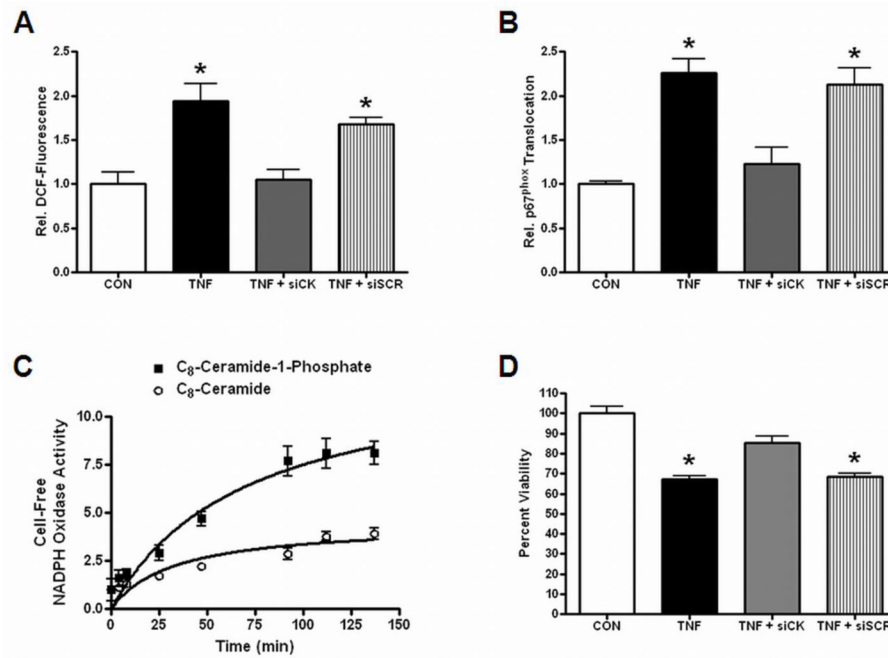 A
Rel. DCF-Fluorescence
2.5
2.0
1.5
1.0
0.5
0.0
*
*
CON TNF TNF + siCK TNF + siSCR
B
Rel. p67phox Translocation
2.5
2.0
1.5
1.0
0.5
0.0
*
*
CON TNF TNF + siCK TNF + siSCR
C
C8-Ceramide-1-Phosphate
C8-Ceramide
Cell-Free
NADPH Oxidase Activity
10.0
7.5
5.0
2.5
0.0
0 25 50 75 100 125 150
Time (min)
D
Percent Viability
110
100
90
80
70
60
50
40
30
20
10
0
*
*
CON TNF TNF + siCK TNF + siSCR